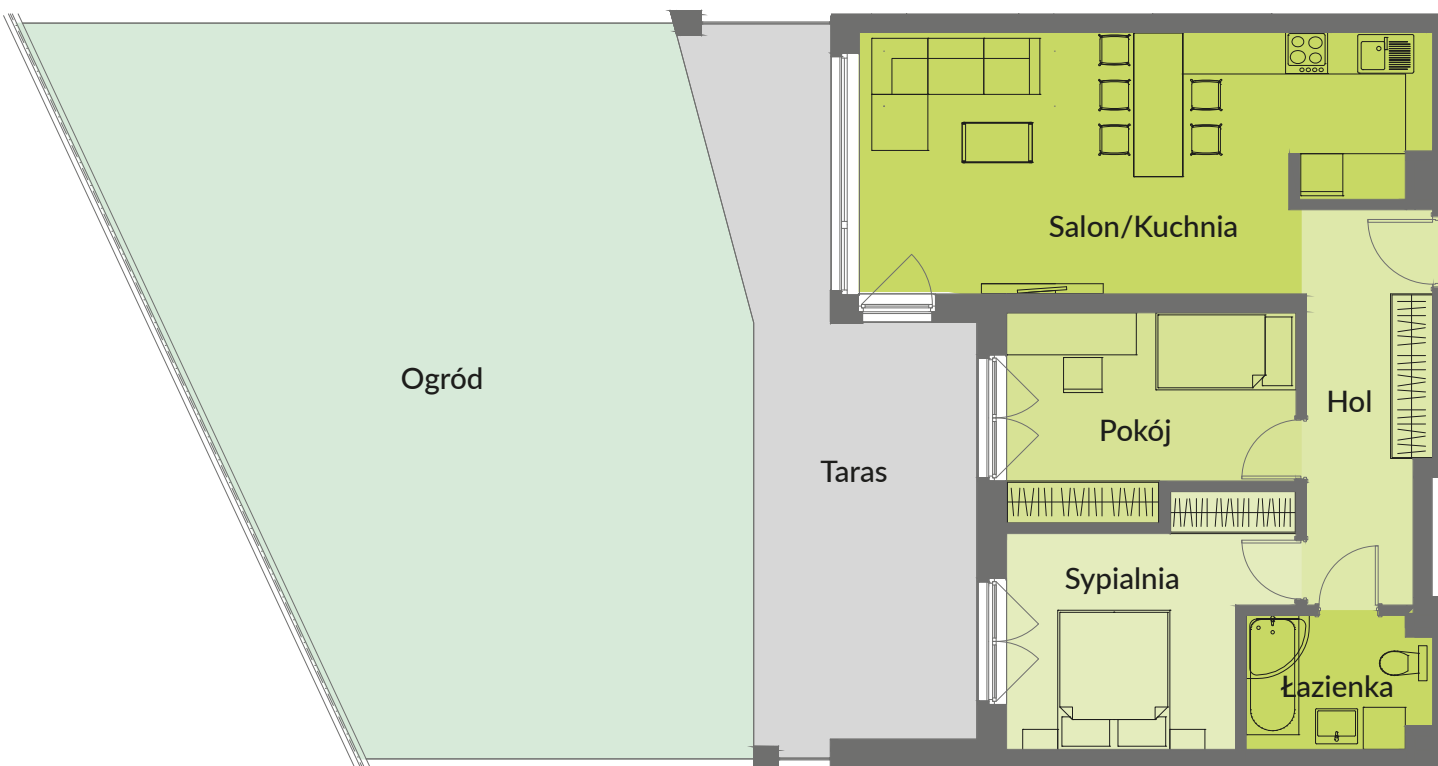 Salon/Kuchnia
Ogród
Hol
Pokój
Taras
Sypialnia
Łazienka